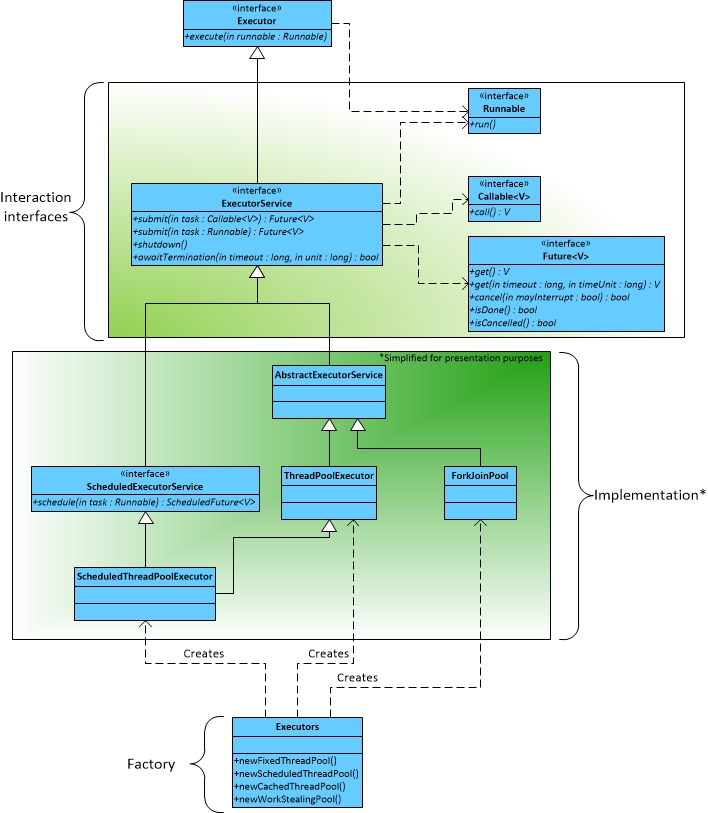 «interface»
Executor
+execute(in runnable : Runnable)
«interface»
Runnable
+run()
Interaction
interfaces
«interface»
ExecutorService
+submit(in task : Callable<V>) : Future<V>
+submit(in task : Runnable) : Future<V>
+shutdown()
+awaitTermination(in timeout : long, in unit : long) : bool
«interface»
Callable<V>
+call() : V
«interface»
Future<V>
+get() : V
+get(in timeout : long, in timeUnit : long) : V
+cancel(in mayInterrupt : bool) : bool
+isDone() : bool
+isCancelled() : bool
*Simplified for presentation purposes
AbstractExecutorService
«interface»
ScheduledExecutorService
+schedule(in task : Runnable) : ScheduledFuture<V>
ThreadPoolExecutor
ForkJoinPool
Implementation*
ScheduledThreadPoolExecutor
Creates
Creates
Creates
Factory
Executors
+newFixedThreadPool()
+newScheduledThreadPool()
+newCachedThreadPool()
+newWorkStealingPool()